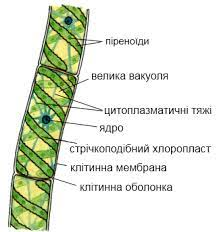 піреноїди
велика вакуоля
цитоплазматичні тяжі
ядро
стрічкоподібний хлоропласт
клітинна мембрана
клітинна оболонка